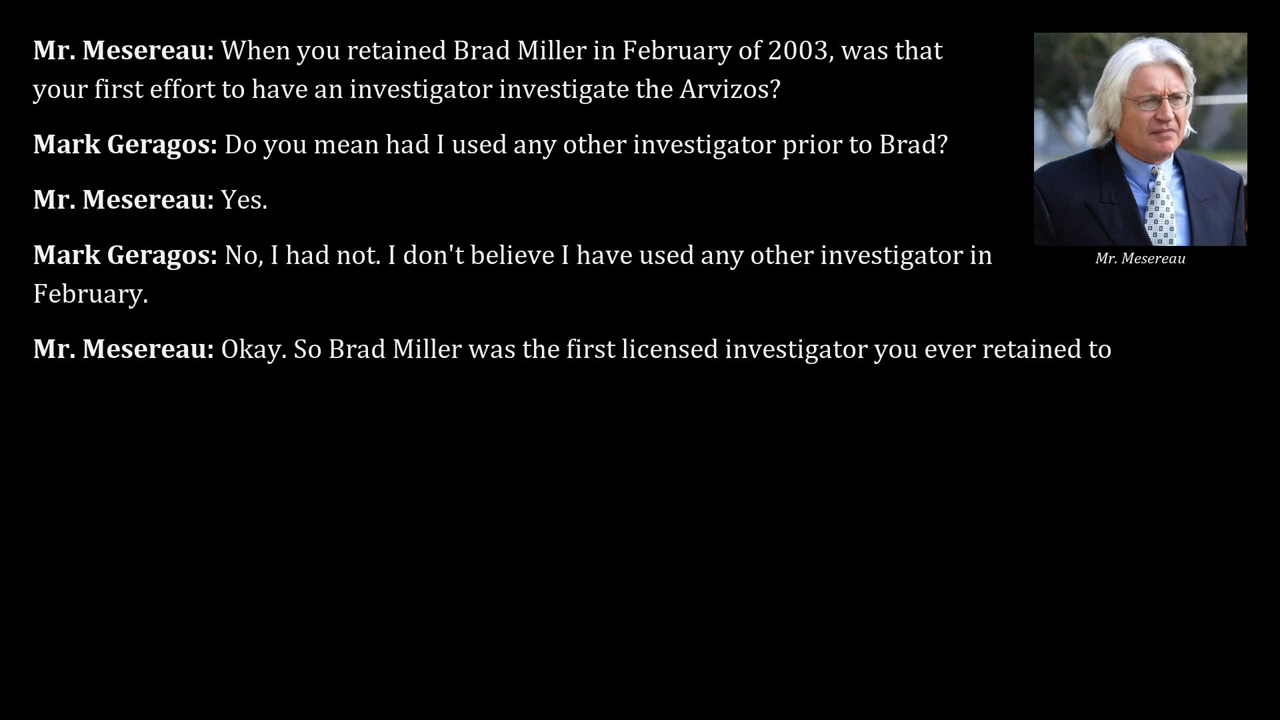 Mr. Mesereau: When you retained Brad Miller in February of 2003, was that
your first effort to have an investigator investigate the Arvizos?
Mark Geragos: Do you mean had I used any other investigator prior to Brad?
Mr. Mesereau: Yes.
Mark Geragos: No, I had not. I don't believe I have used any other investigator in
February.
Mr. Mesereau: Okay. So Brad Miller was the first licensed investigator you ever retained to
Mr. Mesereau